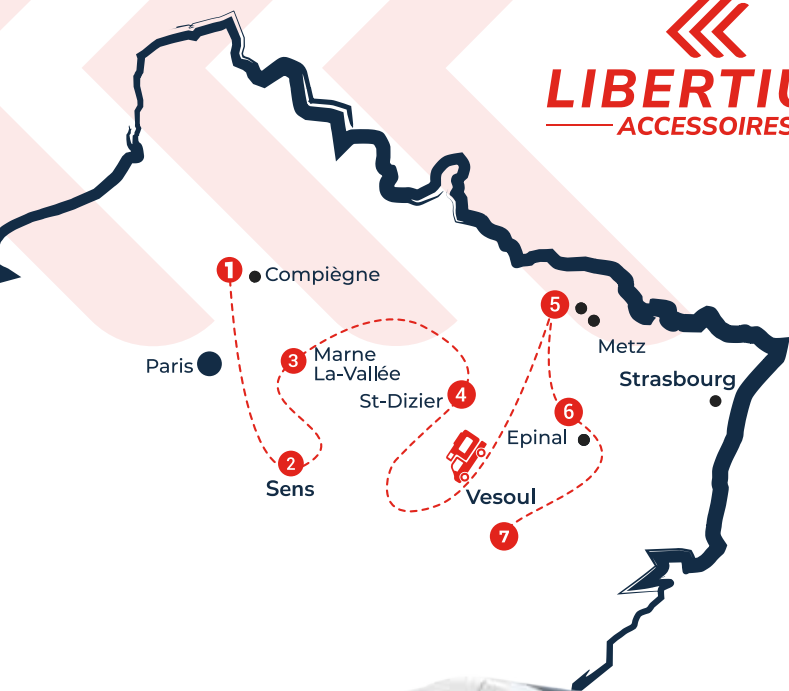 LIBERTIU
ACCESSOIRES
1
Compiègne
5
Metz
Paris
3
Marne
La-Vallée
Strasbourg
4
St-Dizier
6
Epinal
2
Sens
Vesoul
7